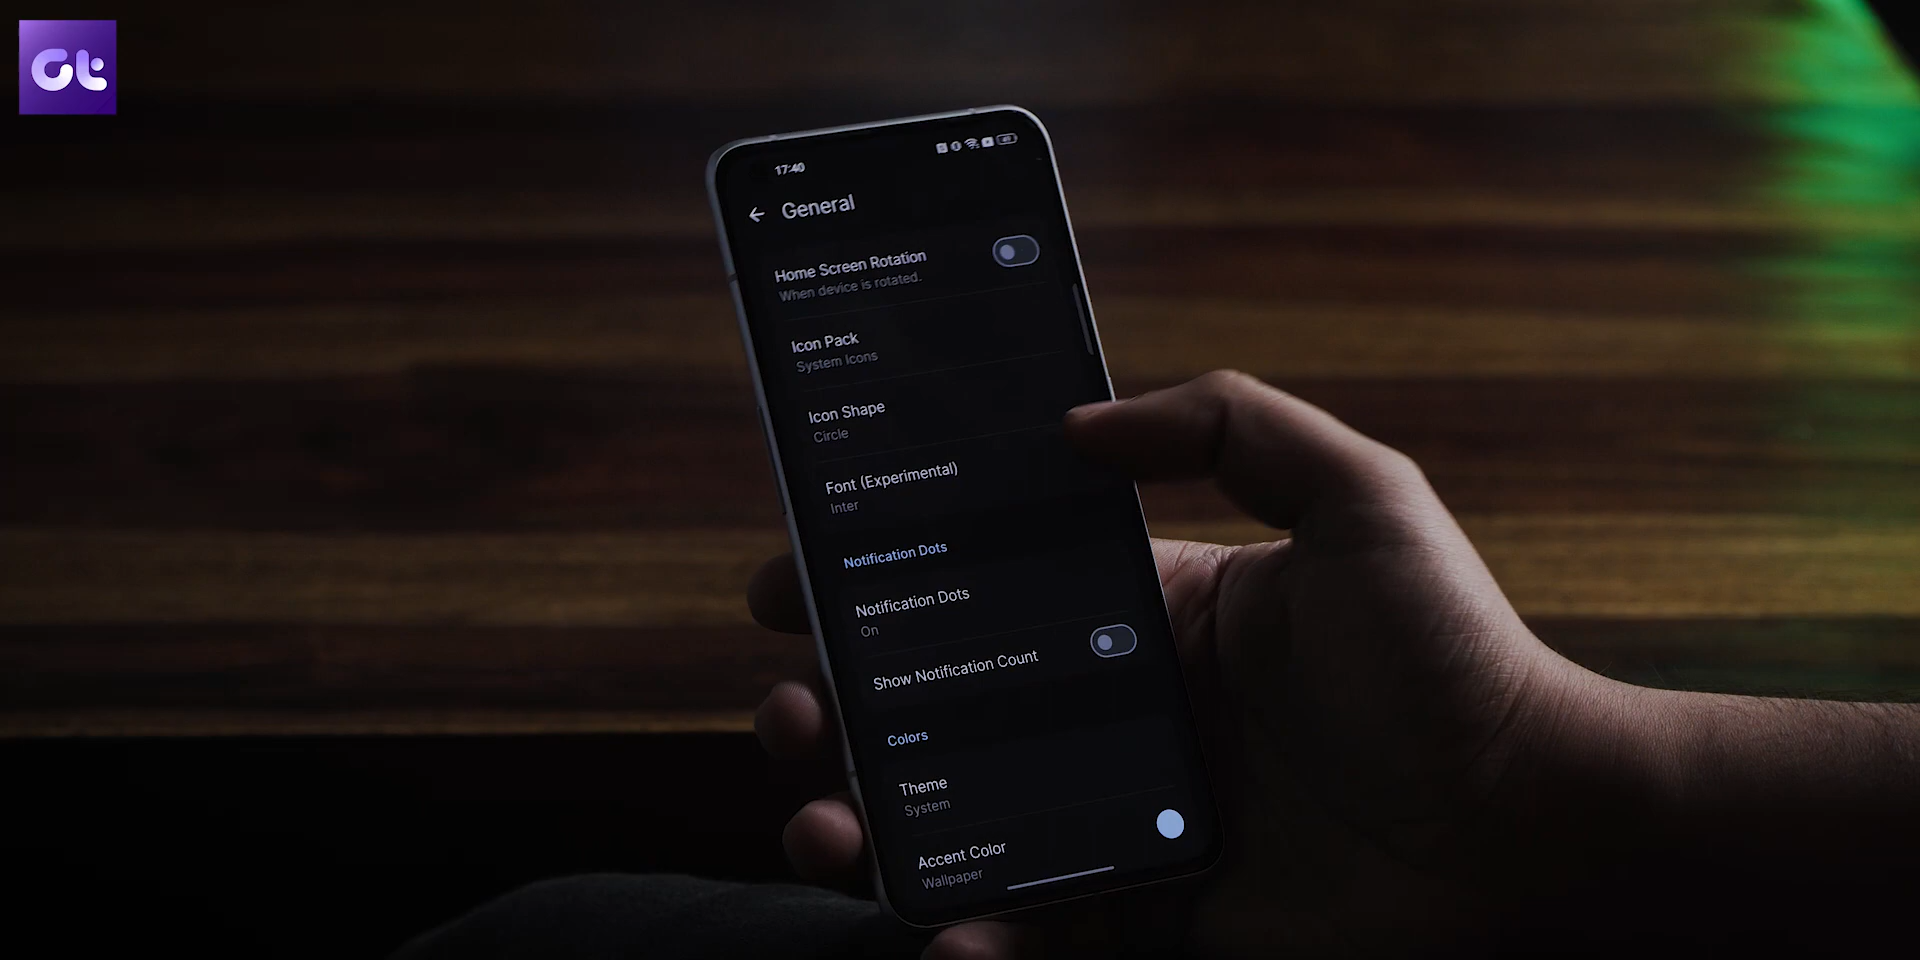 Gt
17:40
General
Home Screen Rotation
When device is rotated.
Icon Pack
System Icons
Icon Shape
Circle
Font (Experimental)
Inter
Notification Dots
Notification Dots
On
Show Notification Count
Colors
Theme
System
Accent Color
Wallpaper